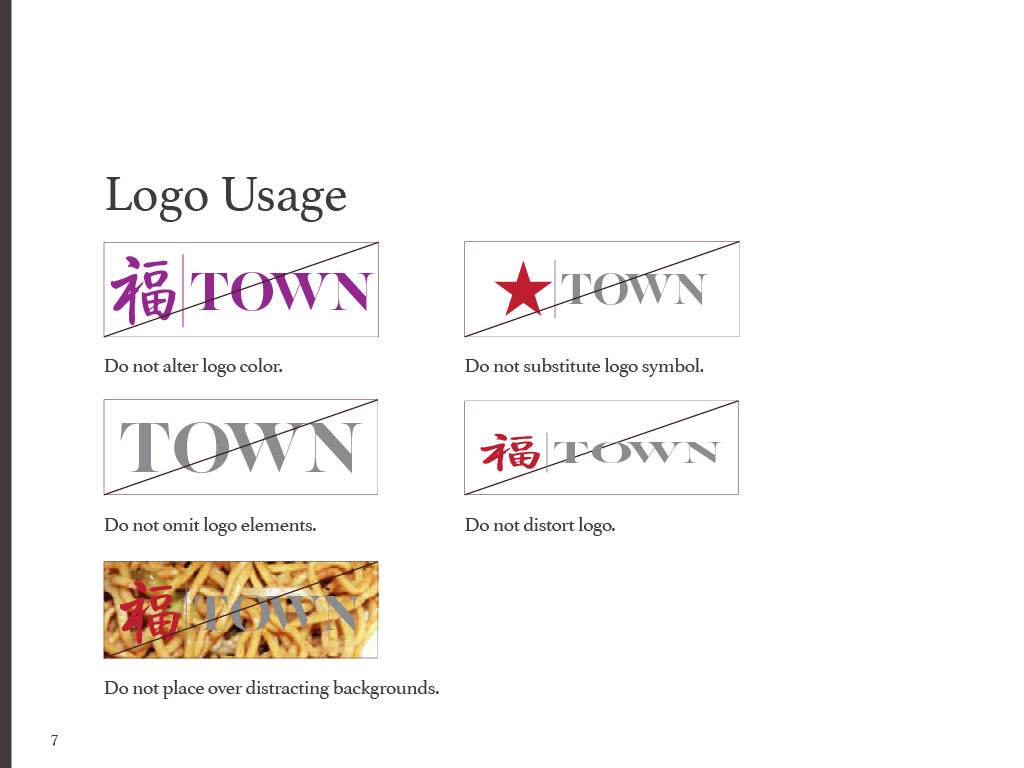 Logo Usage
福 TOWN
Do not alter logo color.
TOWN
Do not substitute logo symbol.
TOWN
Do not omit logo elements.
福 TOWN
Do not distort logo.
福 TOWN
Do not place over distracting backgrounds.
7